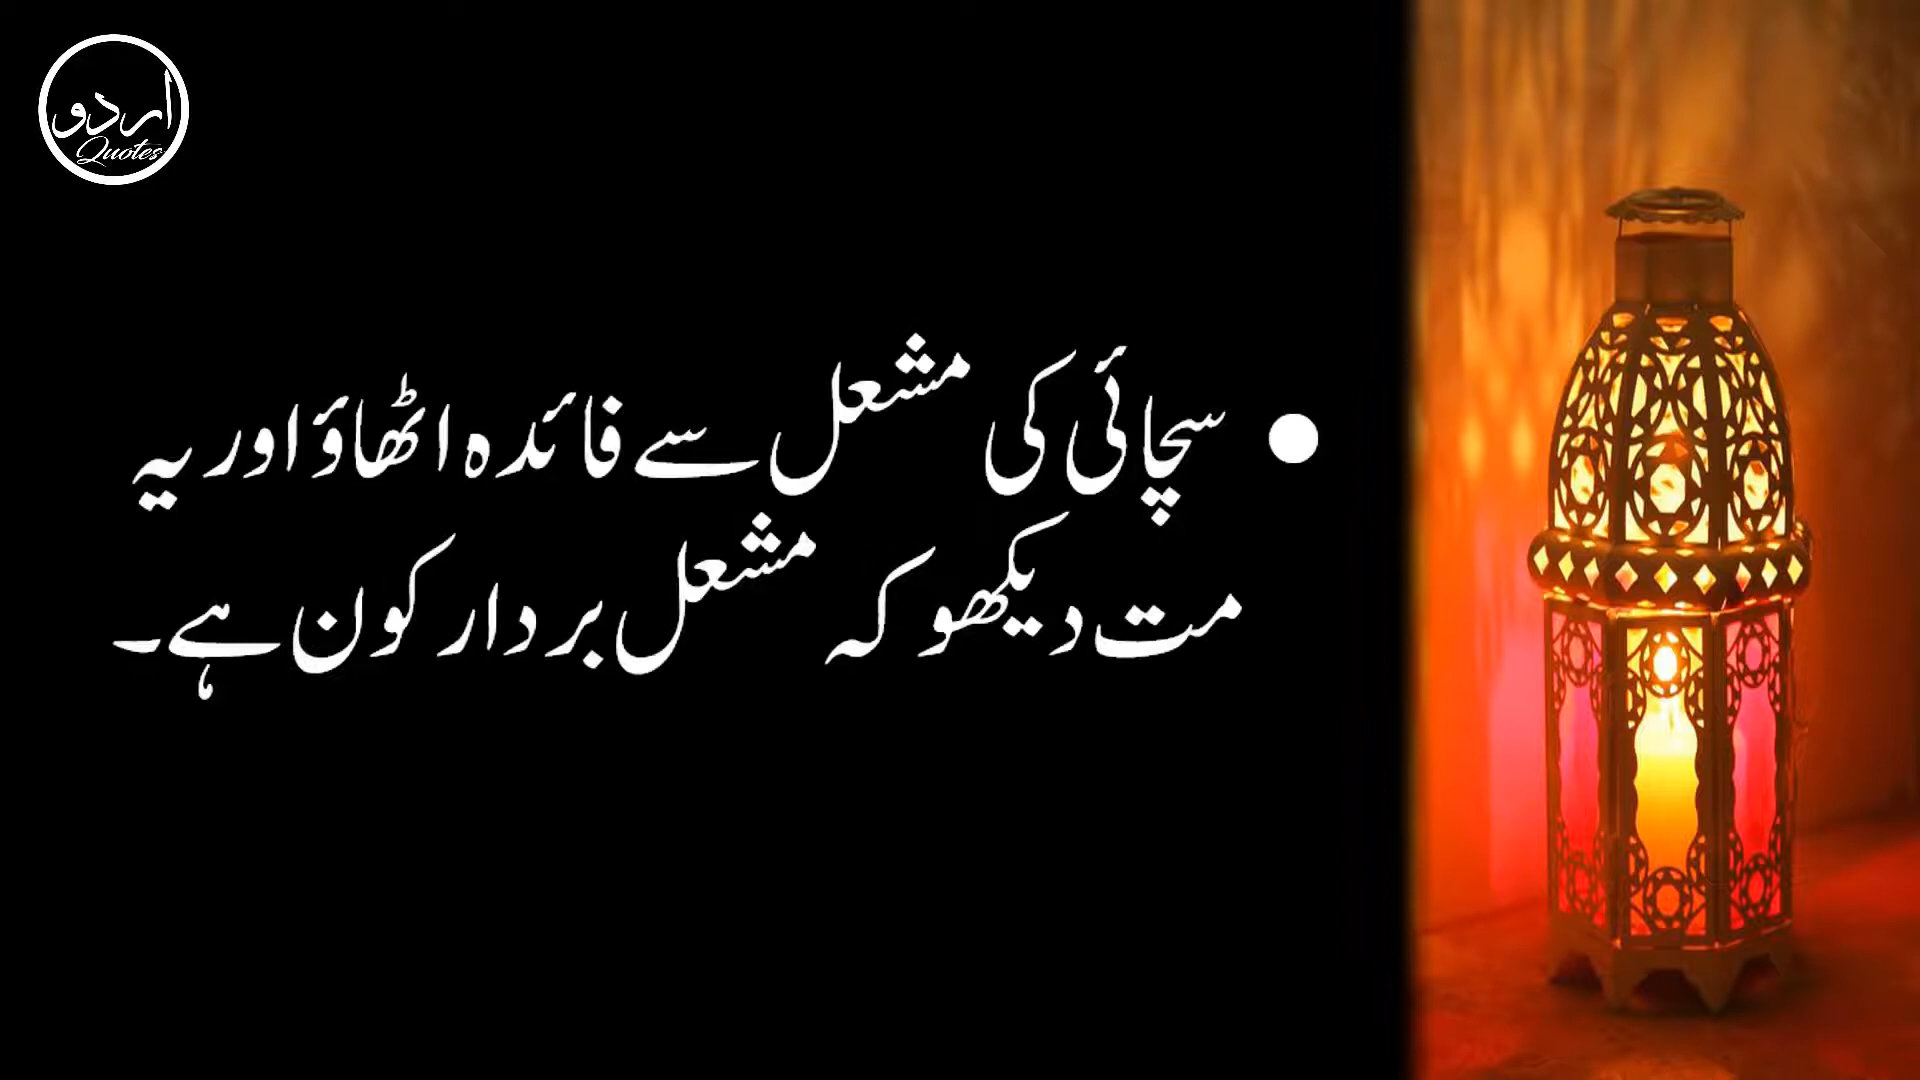 اردو
Quotes
• سچائی کی مشعل سے فائدہ اٹھاؤ اور یہ
مت دیکھو کہ مشعل بردار کون ہے۔